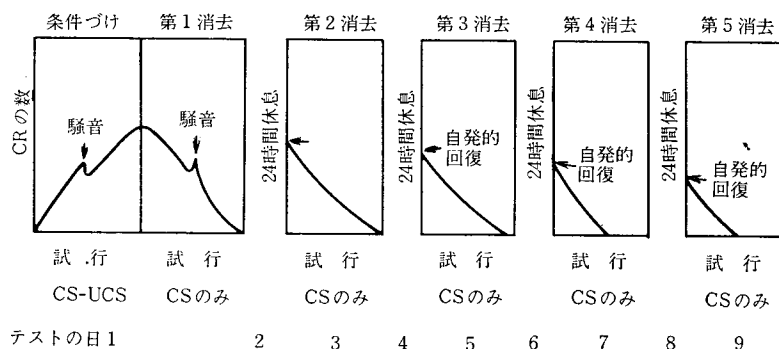 条件づけ 第1消去 第2消去 第3消去 第4消去 第5消去
CRの数
騒音
騒音
24時間休息
24時間休息
自発的
回復
24時間休息
自発的
回復
24時間休息
自発的
回復
試.行 試行 試行 試行 試行 試行
CS-UCS CSのみ CSのみ CSのみ CSのみ CSのみ
テストの日1 2 3 4 5 6 7 8 9